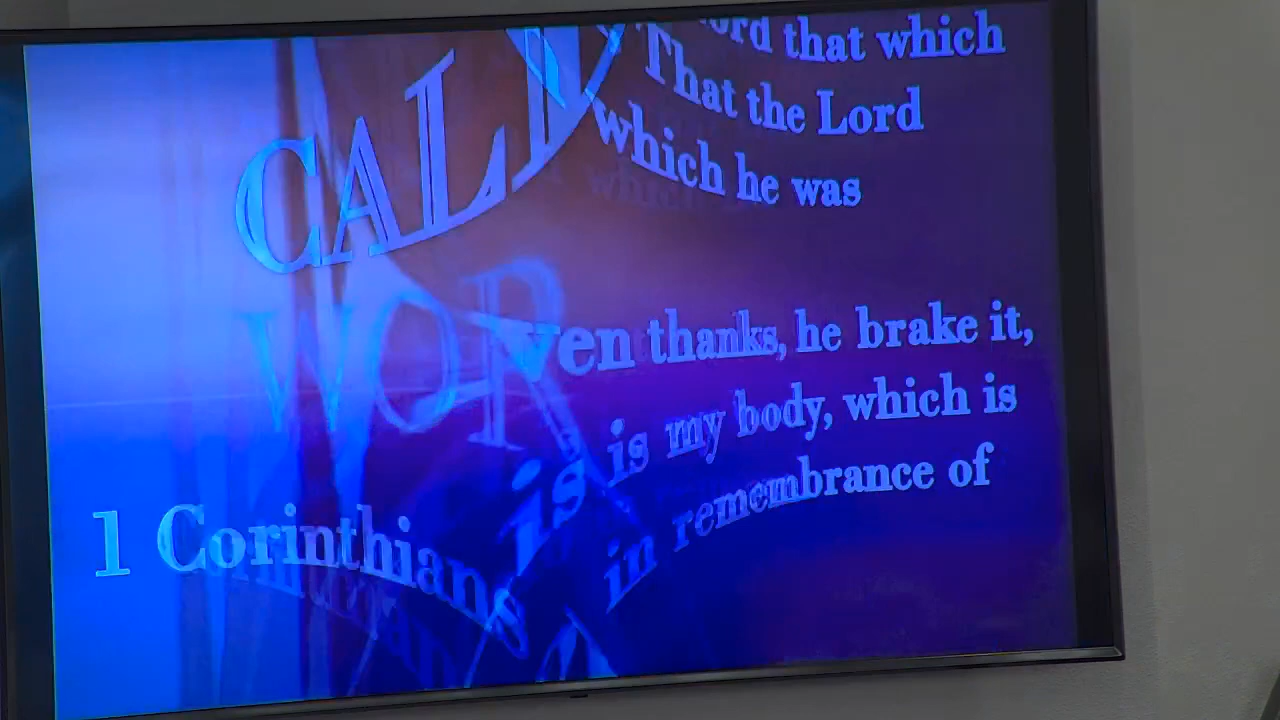 CAL
ord that which
That the Lord
which he was
WOR
ven thanks, he brake it,
is is my body, which is
in remembrance of
1 Corinthians